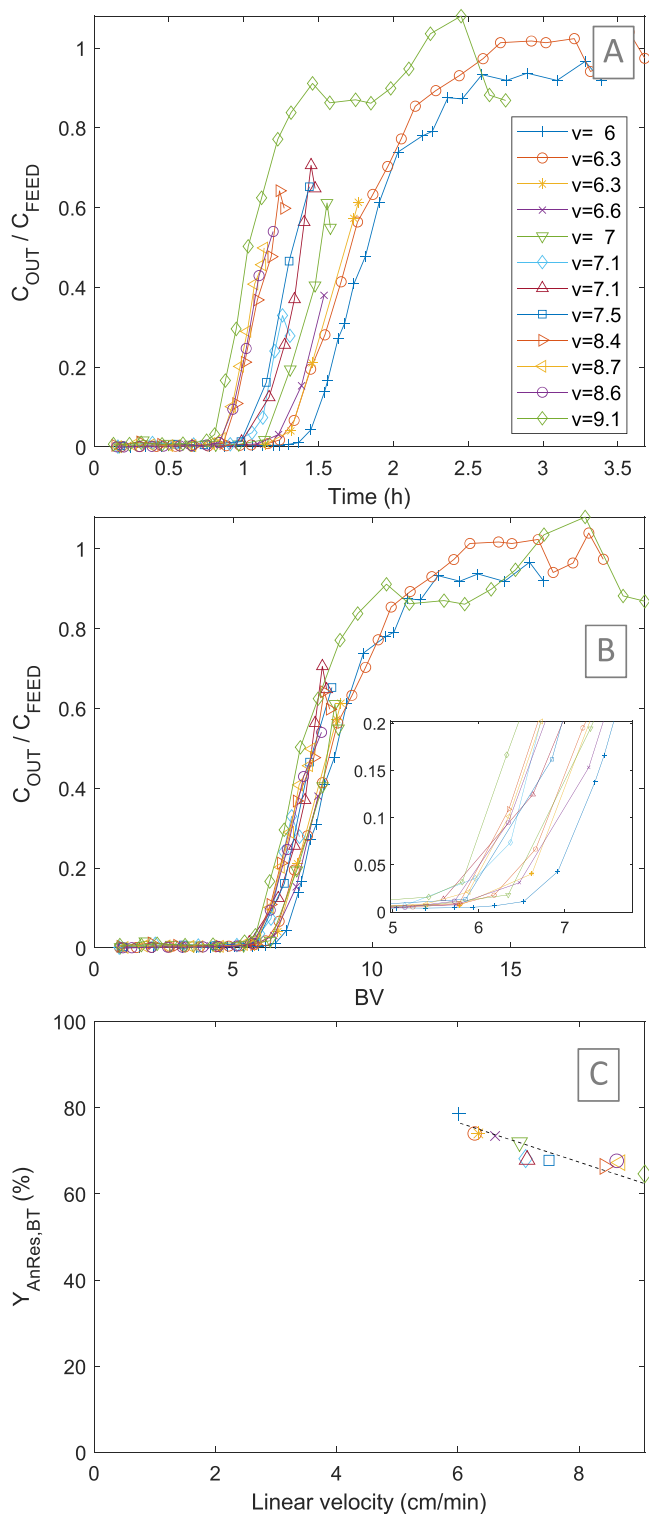 A
C_OUT / C_FEED
1
0.8
0.6
0.4
0.2
0
0 0.5 1 1.5 2 2.5 3 3.5
Time (h)
v= 6
v=6.3
v=6.3
v=6.6
v= 7
v=7.1
v=7.1
v=7.5
v=8.4
v=8.7
v=8.6
v=9.1
B
C_OUT / C_FEED
1
0.8
0.6
0.4
0.2
0
0 5 10 15
BV
0.2
0.15
0.1
0.05
0
5 6 7
C
Y_AnRes,BT (%)
100
80
60
40
20
0
0 2 4 6 8
Linear velocity (cm/min)